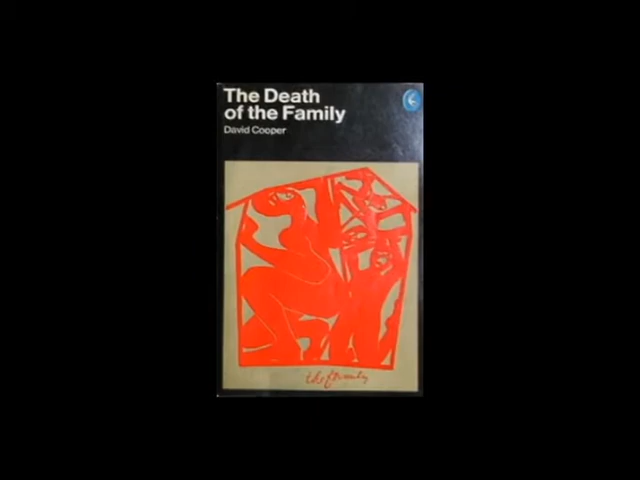 The Death
of the Family
David Cooper
the family